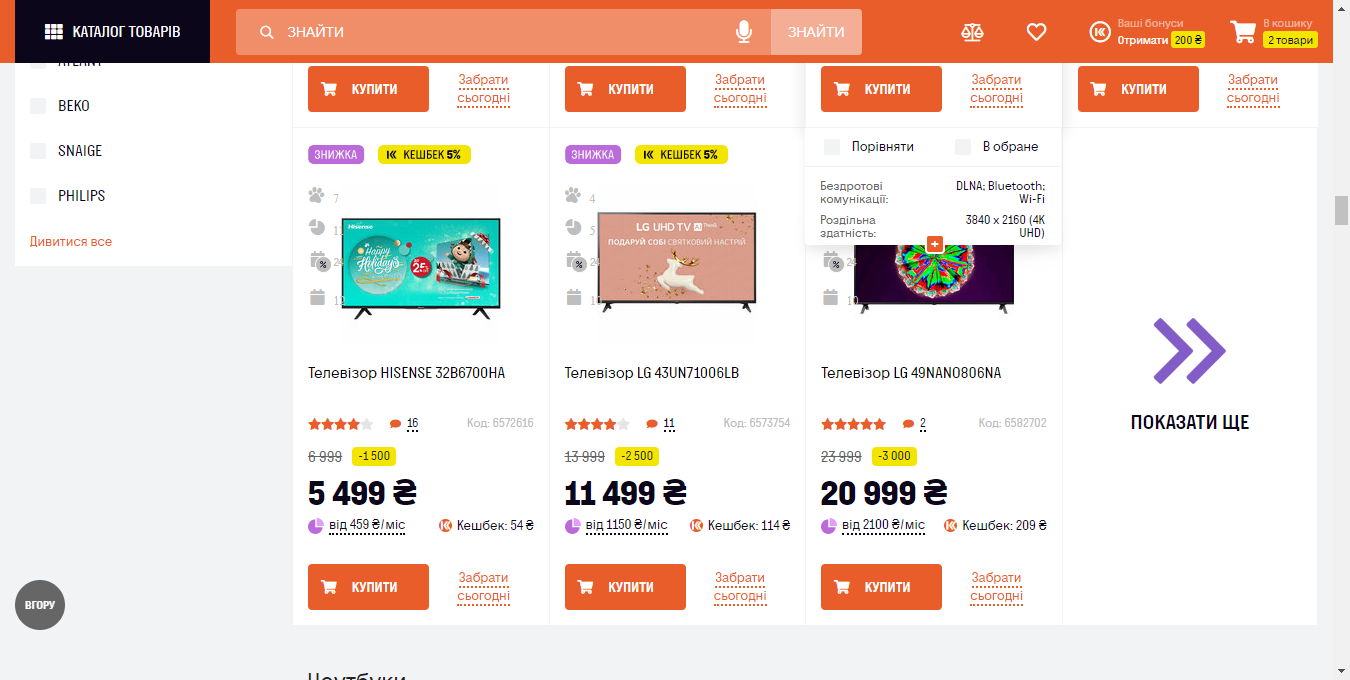 КАТАЛОГ ТОВАРІВ
ЗНАЙТИ
ЗНАЙТИ
Ваші бонуси
Отримати 200 ₴
В кошику
2 товари
ATLANT
BEKO
SNAIGE
PHILIPS
Дивитися все
КУПИТИ
Забрати
сьогодні
КУПИТИ
Забрати
сьогодні
КУПИТИ
Забрати
сьогодні
КУПИТИ
Забрати
сьогодні
Порівняти
В обране
Бездротові
комунікації:
DLNA; Bluetooth;
Wi-Fi
Роздільна
здатність:
3840 x 2160 (4K
UHD)
ЗНИЖКА
КЕШБЕК 5%
7
11
24
12
Hisense
Happy
Holidays
Телевізор HISENSE 32B6700HA
16
Код: 6572616
6 999
-1 500
5 499 ₴
від 459 ₴/міс
Кешбек: 54 ₴
КУПИТИ
Забрати
сьогодні
ЗНИЖКА
КЕШБЕК 5%
4
5
24
10
LG UHD TV AI ThinQ
ПОДАРУЙ СОБІ СВЯТКОВИЙ НАСТРІЙ
Телевізор LG 43UN71006LB
11
Код: 6573754
13 999
-2 500
11 499 ₴
від 1150 ₴/міс
Кешбек: 114 ₴
КУПИТИ
Забрати
сьогодні
24
10
Телевізор LG 49NANO806NA
2
Код: 6582702
23 999
-3 000
20 999 ₴
від 2100 ₴/міс
Кешбек: 209 ₴
КУПИТИ
Забрати
сьогодні
ПОКАЗАТИ ЩЕ
ВГОРУ
Ноутбуки